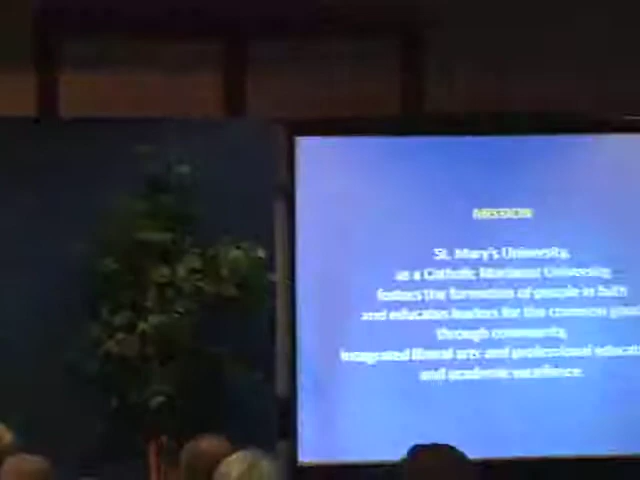 MISSION
St. Mary's University,
as a Catholic Marianist University,
fosters the formation of people in faith
and educates leaders for the common
through community,
integrated liberal arts and professional
and academic excellence.